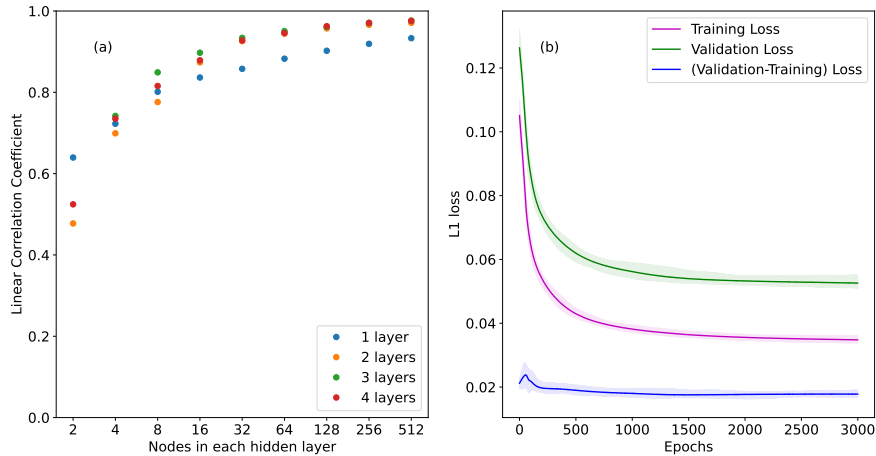 1.0
0.8
0.6
0.4
0.2
0.0
Linear Correlation Coefficient
(a)
1 layer
2 layers
3 layers
4 layers
2 4 8 16 32 64 128 256 512
Nodes in each hidden layer
0.12
0.10
0.08
0.06
0.04
0.02
L1 loss
(b)
Training Loss
Validation Loss
(Validation-Training) Loss
0 500 1000 1500 2000 2500 3000
Epochs